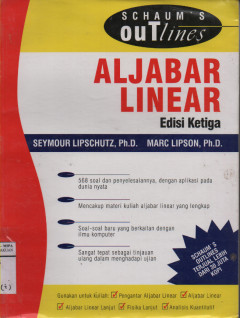 SCHAUM'S
OUTlines
ALJABAR
LINEAR
Edisi Ketiga
SEYMOUR LIPSCHUTZ, Ph.D. MARC LIPSON, Ph.D.
568 soal dan penyelesaiannya, dengan aplikasi pada
dunia nyata
Mencakup materi kuliah aljabar linear yang lengkap
Soal-soal baru yang berkaitan dengan
ilmu komputer
Sangat tepat sebagai tinjauan
ulang dalam menghadapi ujian
SCHAUM'S
OUTLINES
TERJUAL LEBIH
DARI 30 JUTA
KOPI
Gunakan untuk Kuliah: Pengantar Aljabar Linear Aljabar Linear
Aljabar Linear Lanjut Fisika Lanjut Analisis Kuantitatif